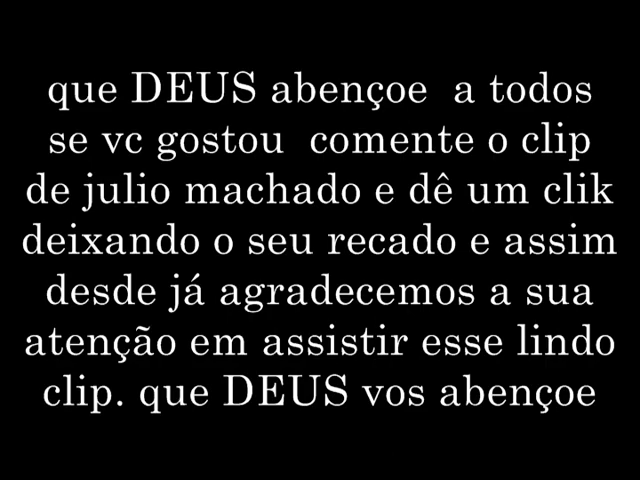 que DEUS abençoe a todos
se vc gostou comente o clip
de julio machado e dê um clik
deixando o seu recado e assim
desde já agradecemos a sua
atenção em assistir esse lindo
clip. que DEUS vos abençoe